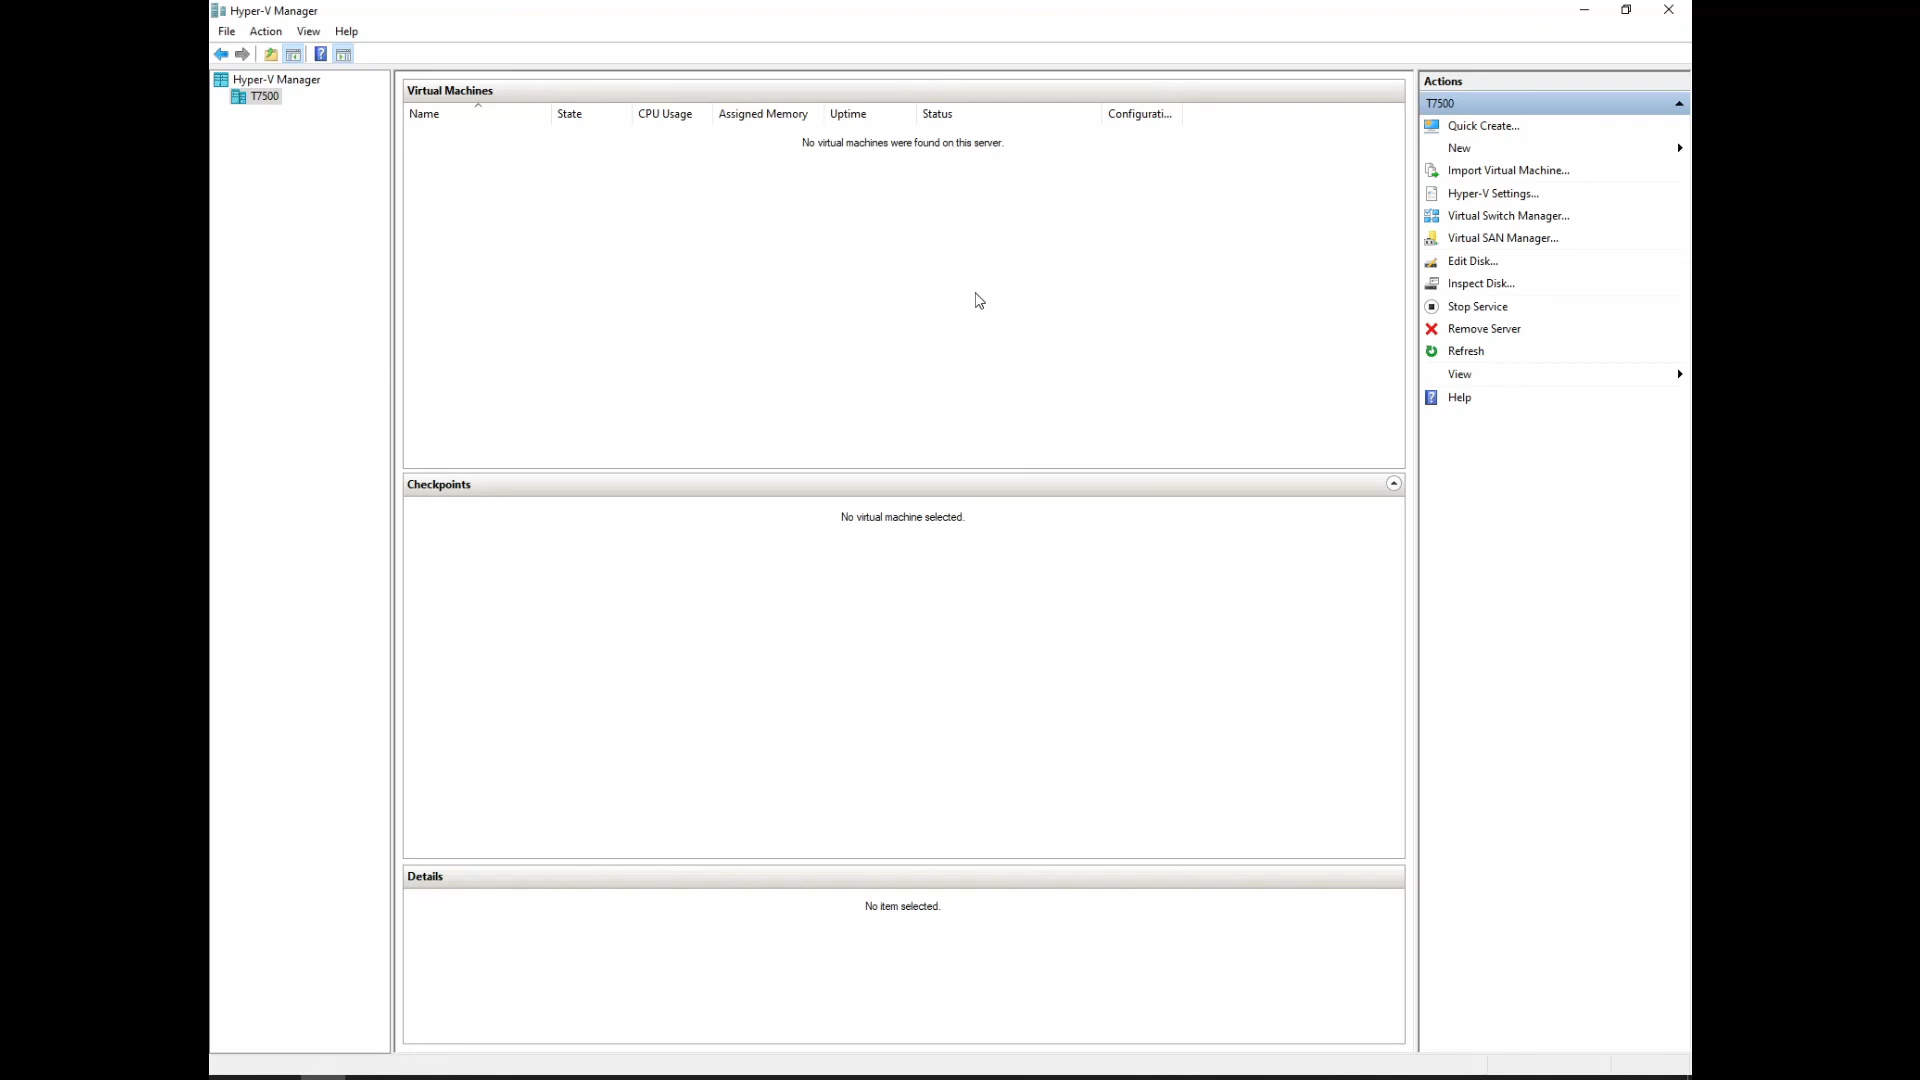 Hyper-V Manager
File Action View Help
Hyper-V Manager
T7500
Virtual Machines
Name State CPU Usage Assigned Memory Uptime Status Configurati...
No virtual machines were found on this server.
Checkpoints
No virtual machine selected.
Details
No item selected.
Actions
T7500
Quick Create...
New
Import Virtual Machine...
Hyper-V Settings...
Virtual Switch Manager...
Virtual SAN Manager...
Edit Disk...
Inspect Disk...
Stop Service
Remove Server
Refresh
View
Help